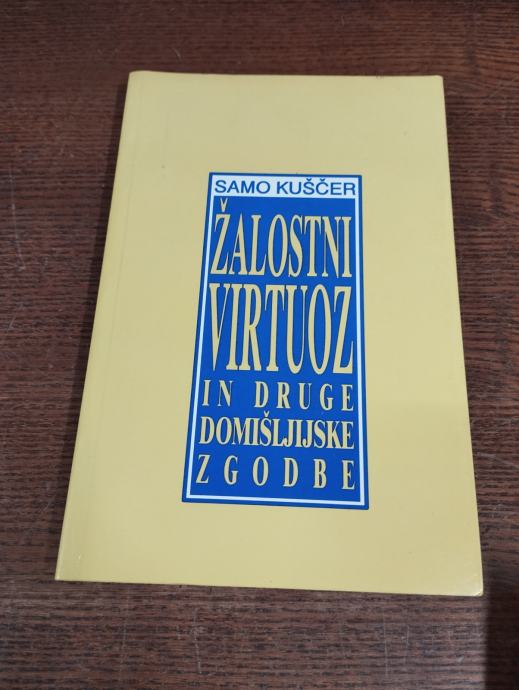 SAMO KUŠČER
ŽALOSTNI
VIRTUOZ
IN DRUGE
DOMIŠLJIJSKE
ZGODBE